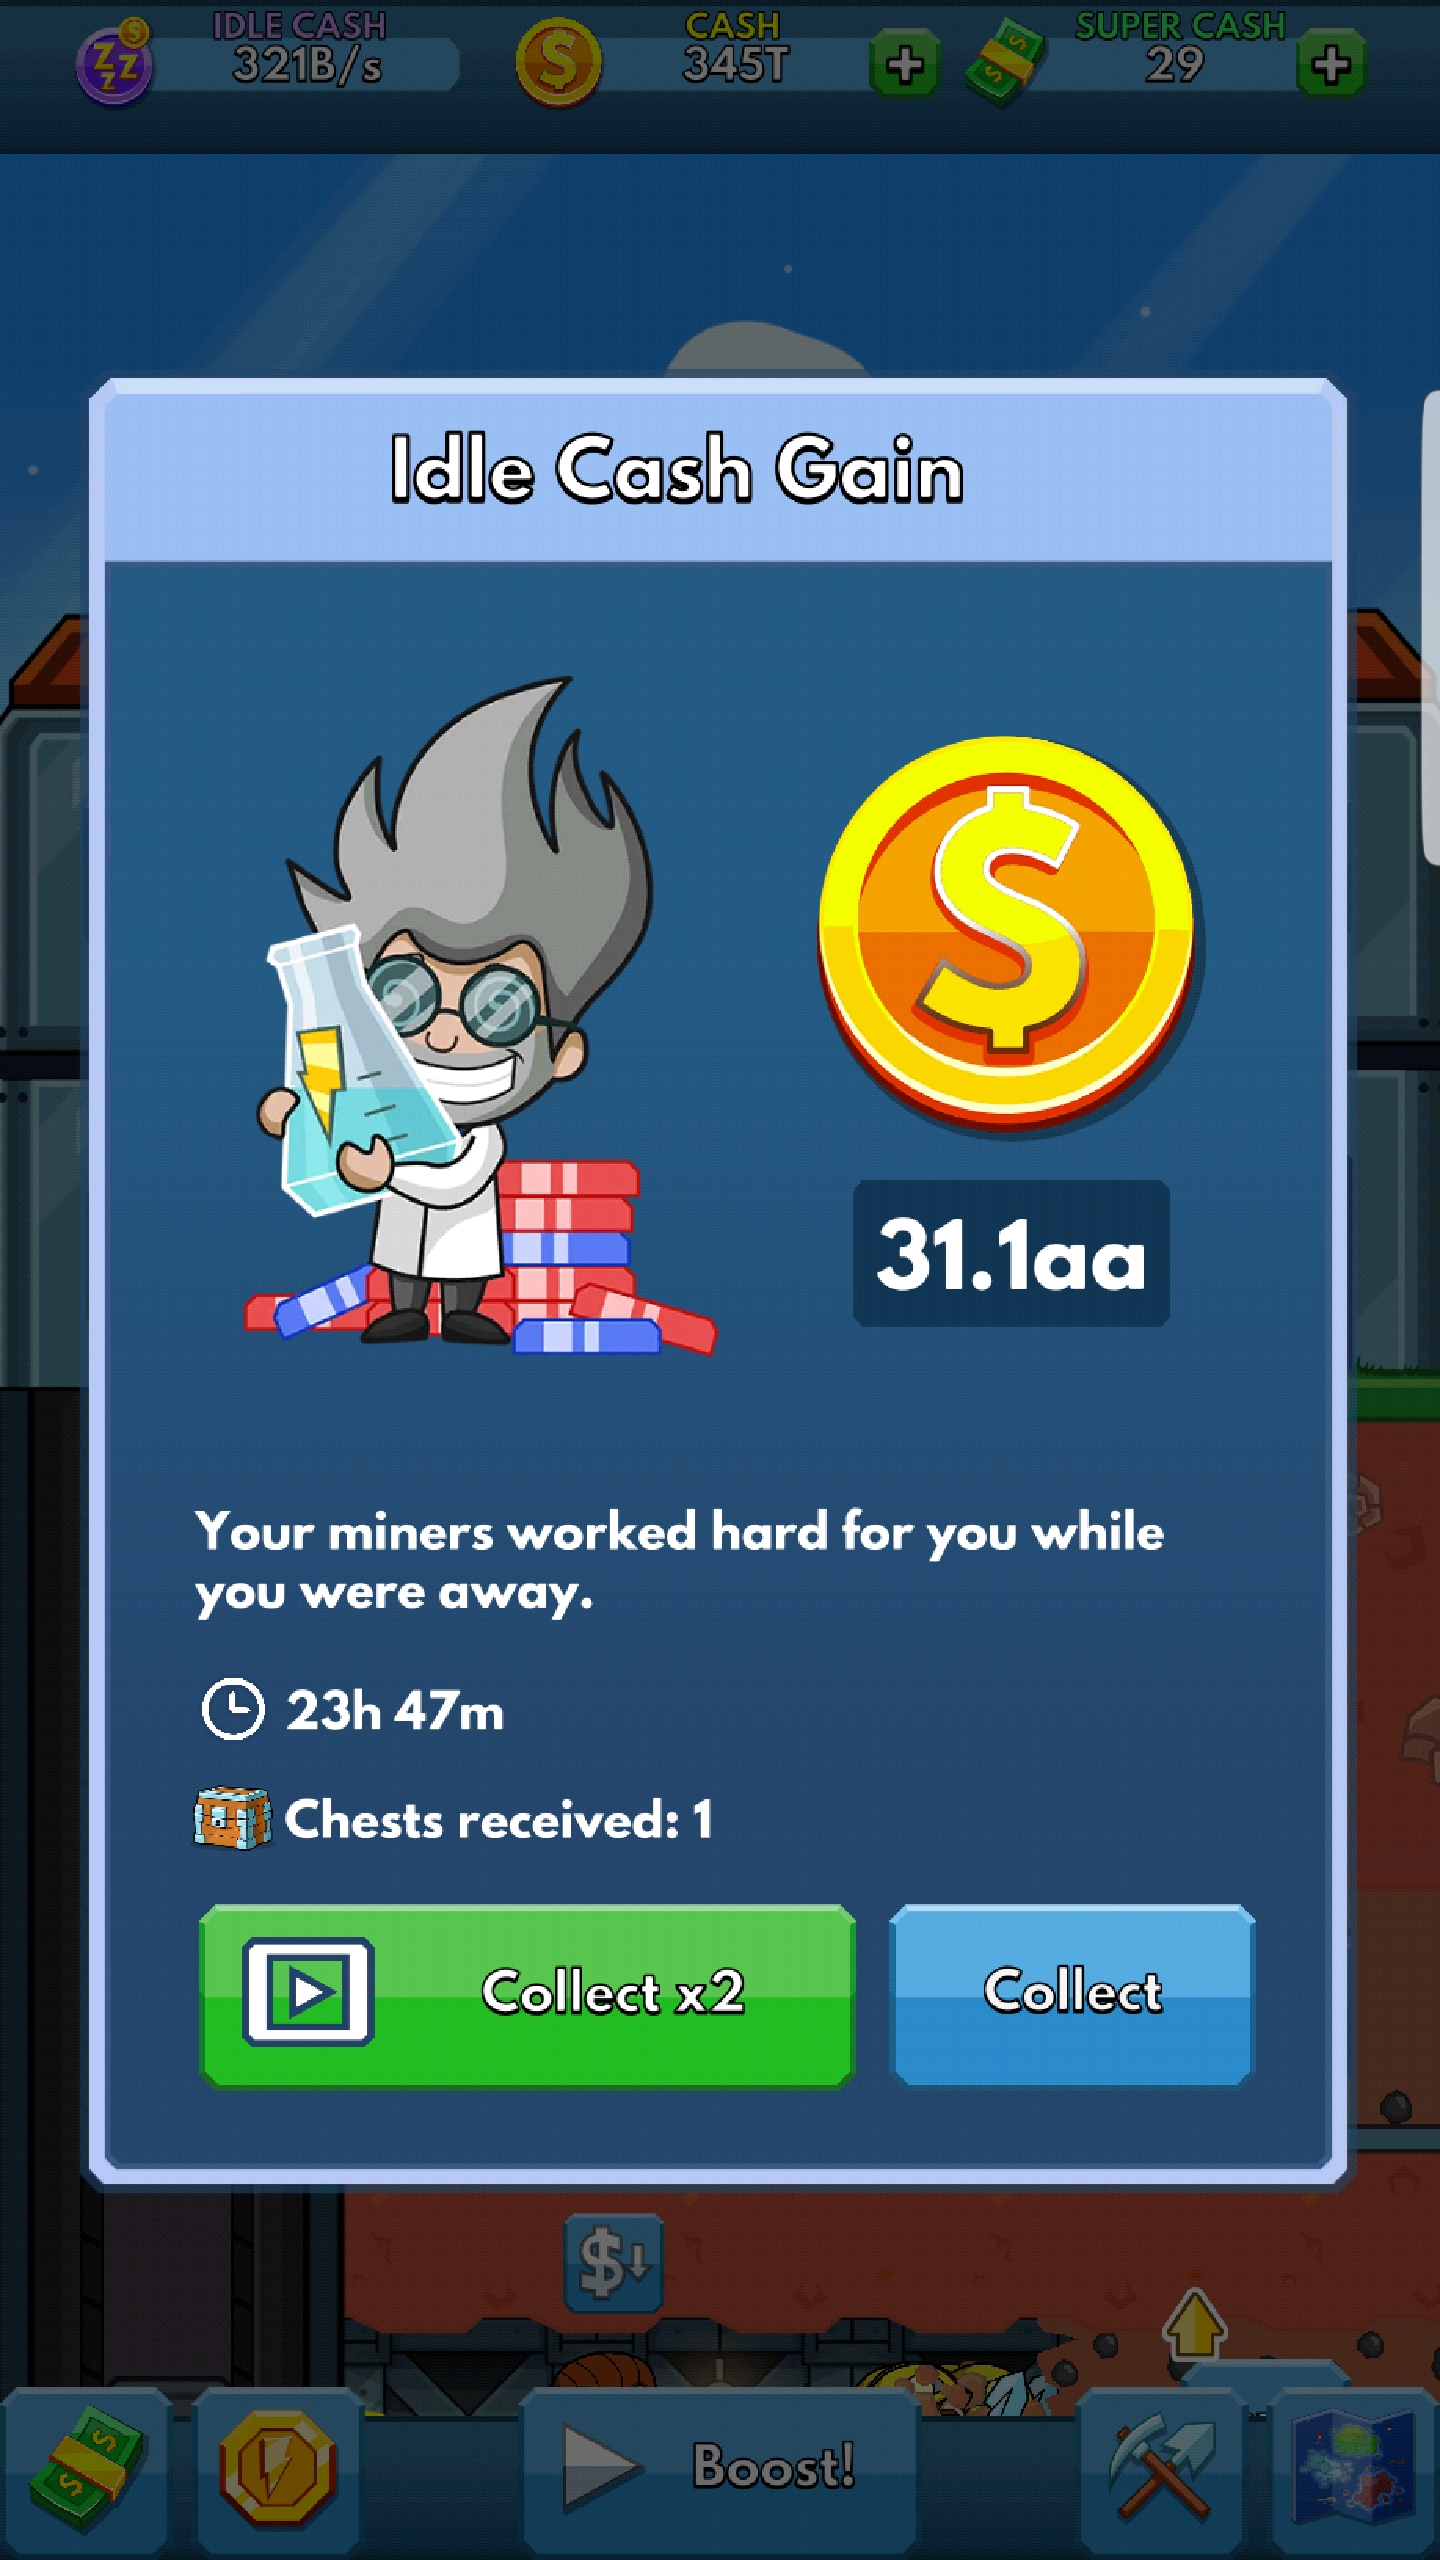 IDLE CASH
321B/s
CASH
345T
SUPER CASH
29
Idle Cash Gain
31.1aa
Your miners worked hard for you while
you were away.
23h 47m
Chests received: 1
Collect x2
Collect
Boost!